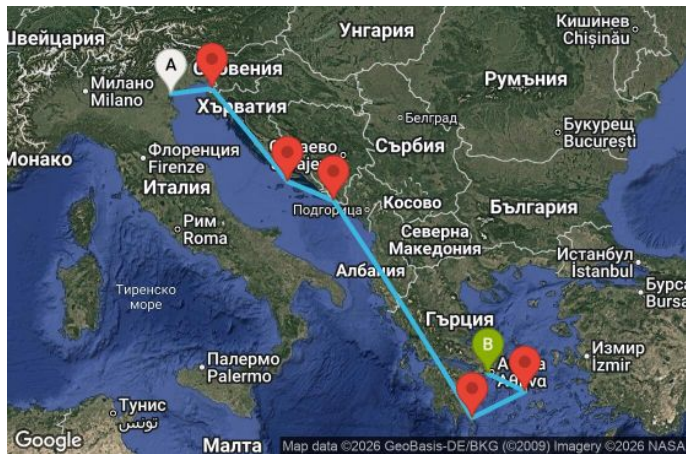 Швейцария
Унгария
Кишинев
Chișinău
A
Словения
Милано
Milano
Румъния
Хърватия
Белград
Букурещ
București
Флоренция
Firenze
Монако
Сърбия
Италия
Подгорица
Косово
България
Рим
Roma
Северна
Македония
Истанбул
İstanbul
Албания
Тиренско
море
Гърция
B
Измир
İzmir
Палермо
Palermo
Тунис
تونس
Малта
Google
Map data ©2026 GeoBasis-DE/BKG (©2009) Imagery ©2026 NASA